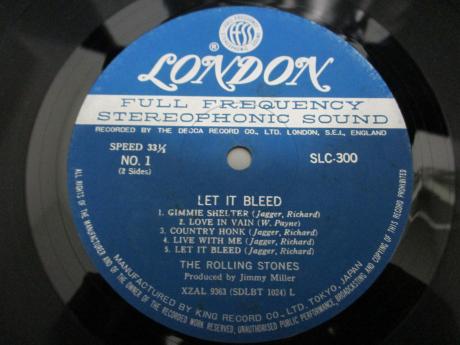 FULL FREQUENCY STEREOPHONIC SOUND
® LONDON
FULL FREQUENCY
STEREOPHONIC SOUND
RECORDED BY THE DECCA RECORD CO., LTD. LONDON, S.E.I., ENGLAND
SPEED 33⅓
NO. 1
(2 Sides)
SLC-300
LET IT BLEED
1. GIMMIE SHELTER (Jagger, Richard)
2. LOVE IN VAIN (W. Payne)
3. COUNTRY HONK (Jagger, Richard)
4. LIVE WITH ME (Jagger, Richard)
5. LET IT BLEED (Jagger, Richard)
THE ROLLING STONES
Produced by Jimmy Miller
XZAL 9363 (SDLBT 1024) L
MANUFACTURED BY KING RECORD CO., LTD. TOKYO, JAPAN
ALL RIGHTS OF THE MANUFACTURER AND OF THE OWNER OF THE RECORDED WORK RESERVED, UNAUTHORISED PUBLIC PERFORMANCE, BROADCASTING AND COPYING OF THIS RECORD PROHIBITED